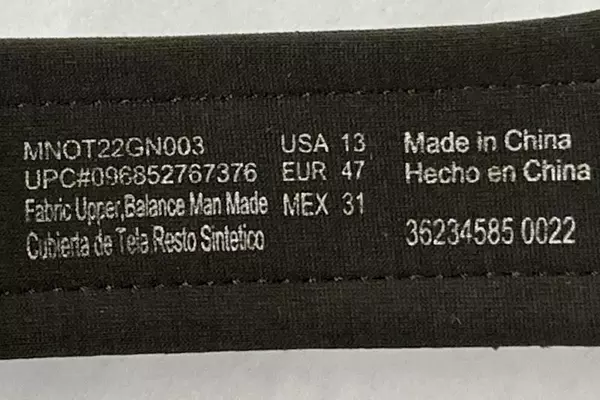 MNOT22GN003 USA 13 Made in China
UPC#096852767376 EUR 47 Hecho en China
Fabric Upper,Balance Man Made MEX 31
Cubierta de Tela Resto Sintetico 36234585 0022